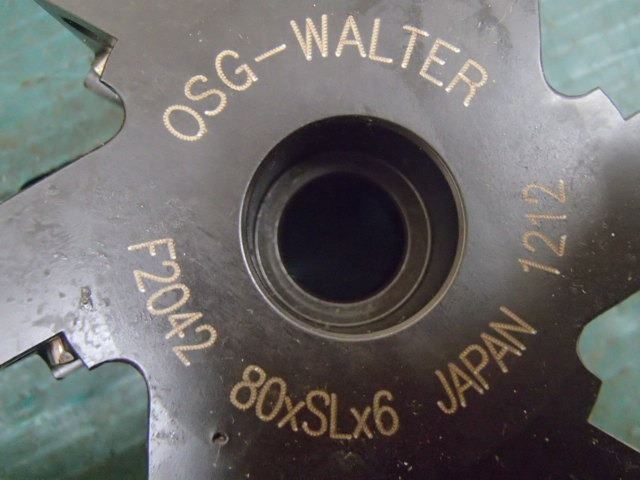 OSG-WALTER
F2042
80xSLx6
JAPAN
1212